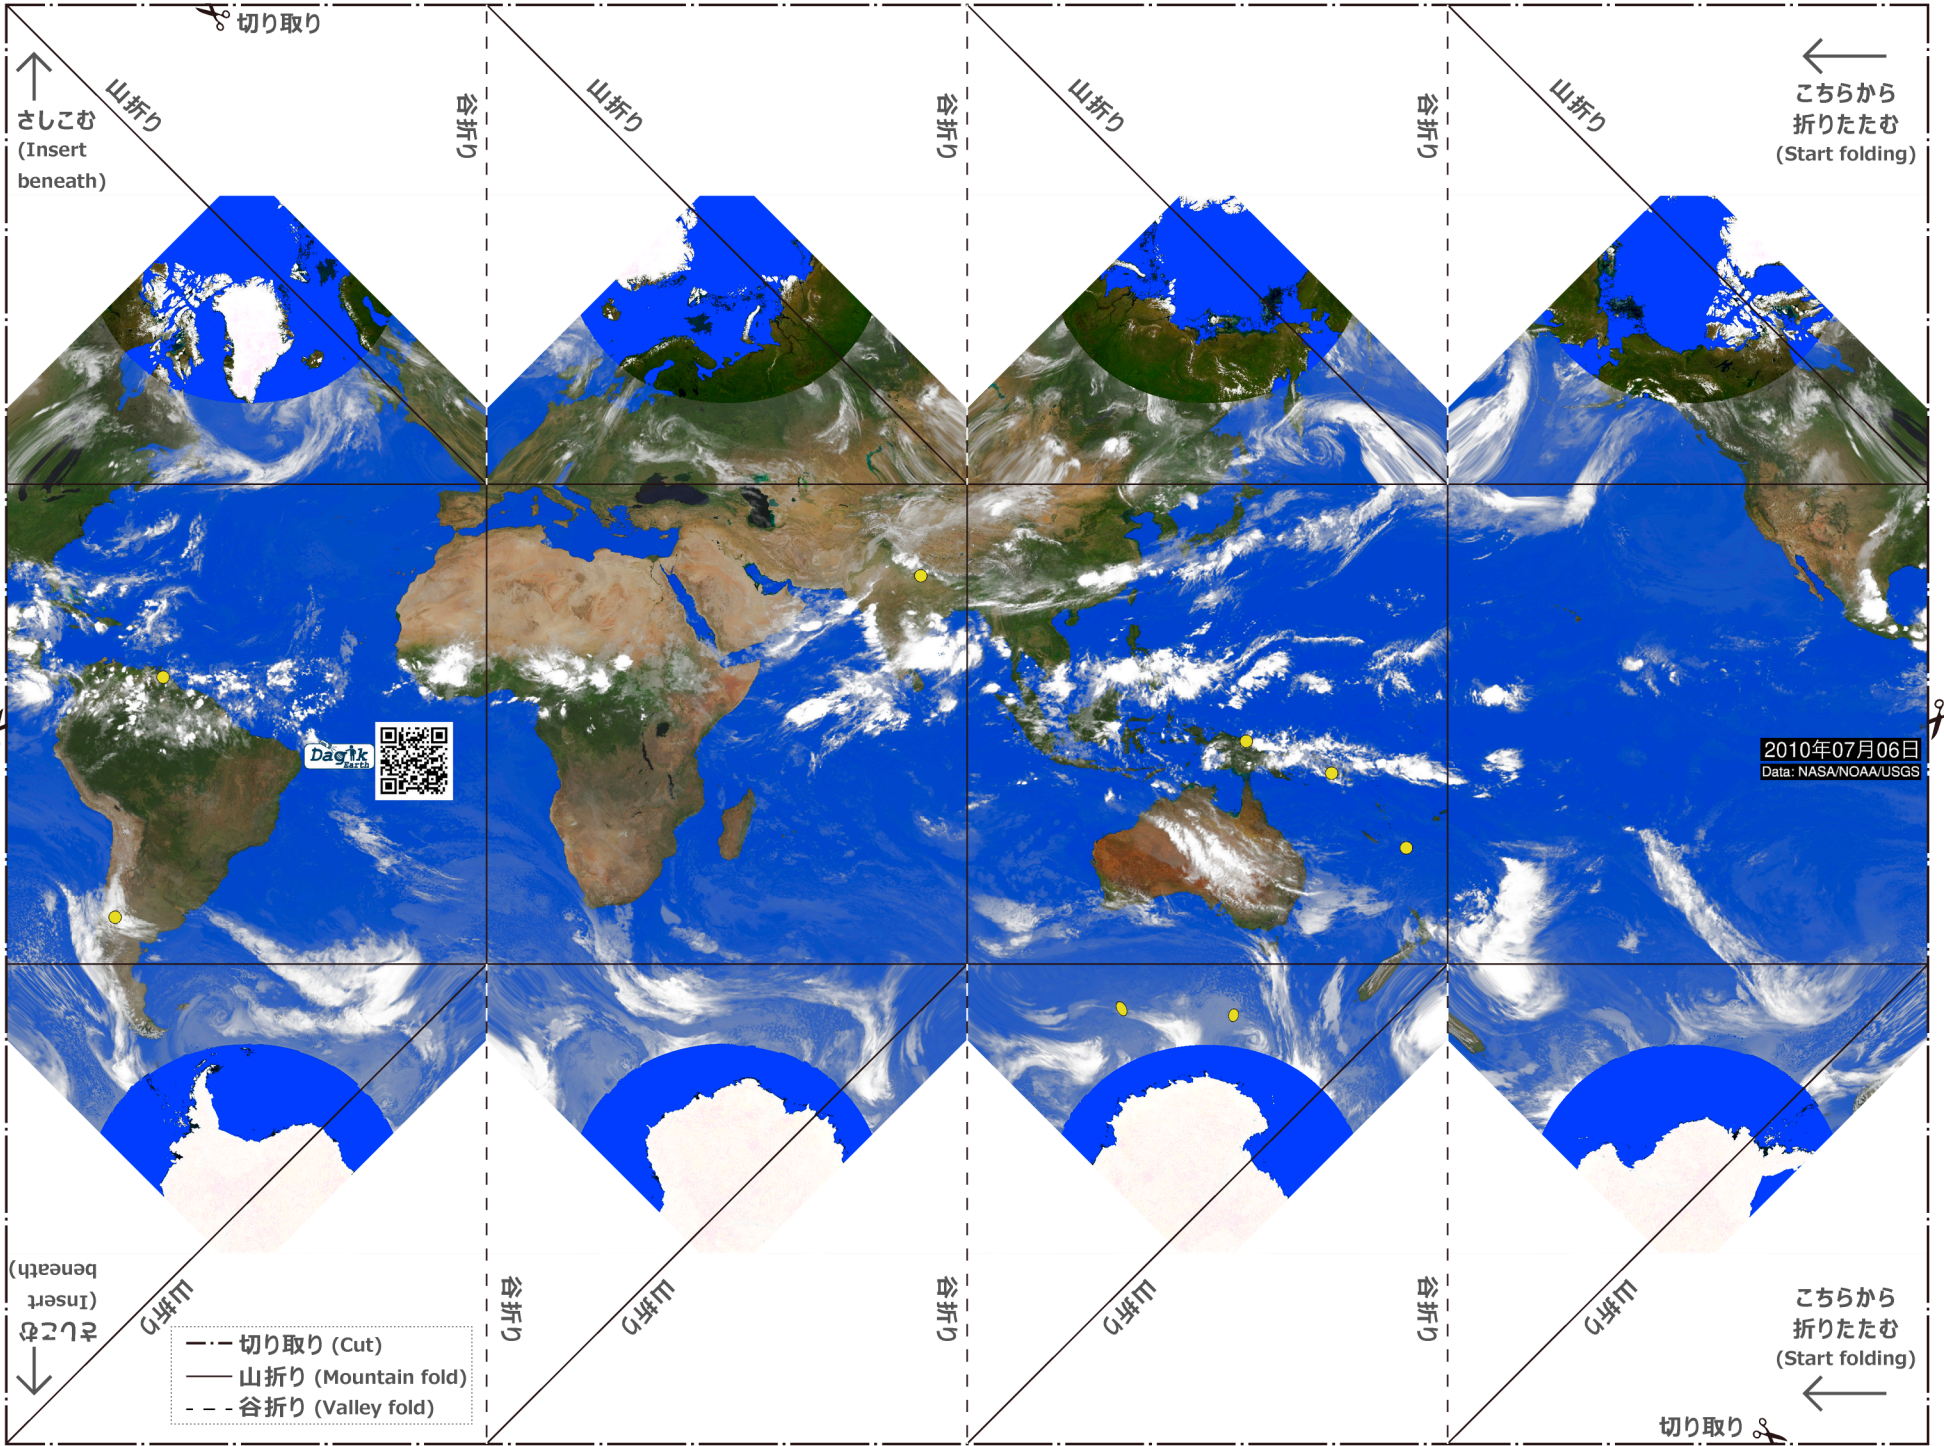 切り取り
山折り
谷折り
山折り
谷折り
山折り
谷折り
山折り
さしこむ
(Insert
beneath)
こちらから
折りたたむ
(Start folding)
Dagik
Earth
2010年07月06日
Data: NASA/NOAA/USGS
さしこむ
(Insert
beneath)
山折り
谷折り
山折り
谷折り
山折り
谷折り
山折り
切り取り (Cut)
山折り (Mountain fold)
谷折り (Valley fold)
こちらから
折りたたむ
(Start folding)
切り取り